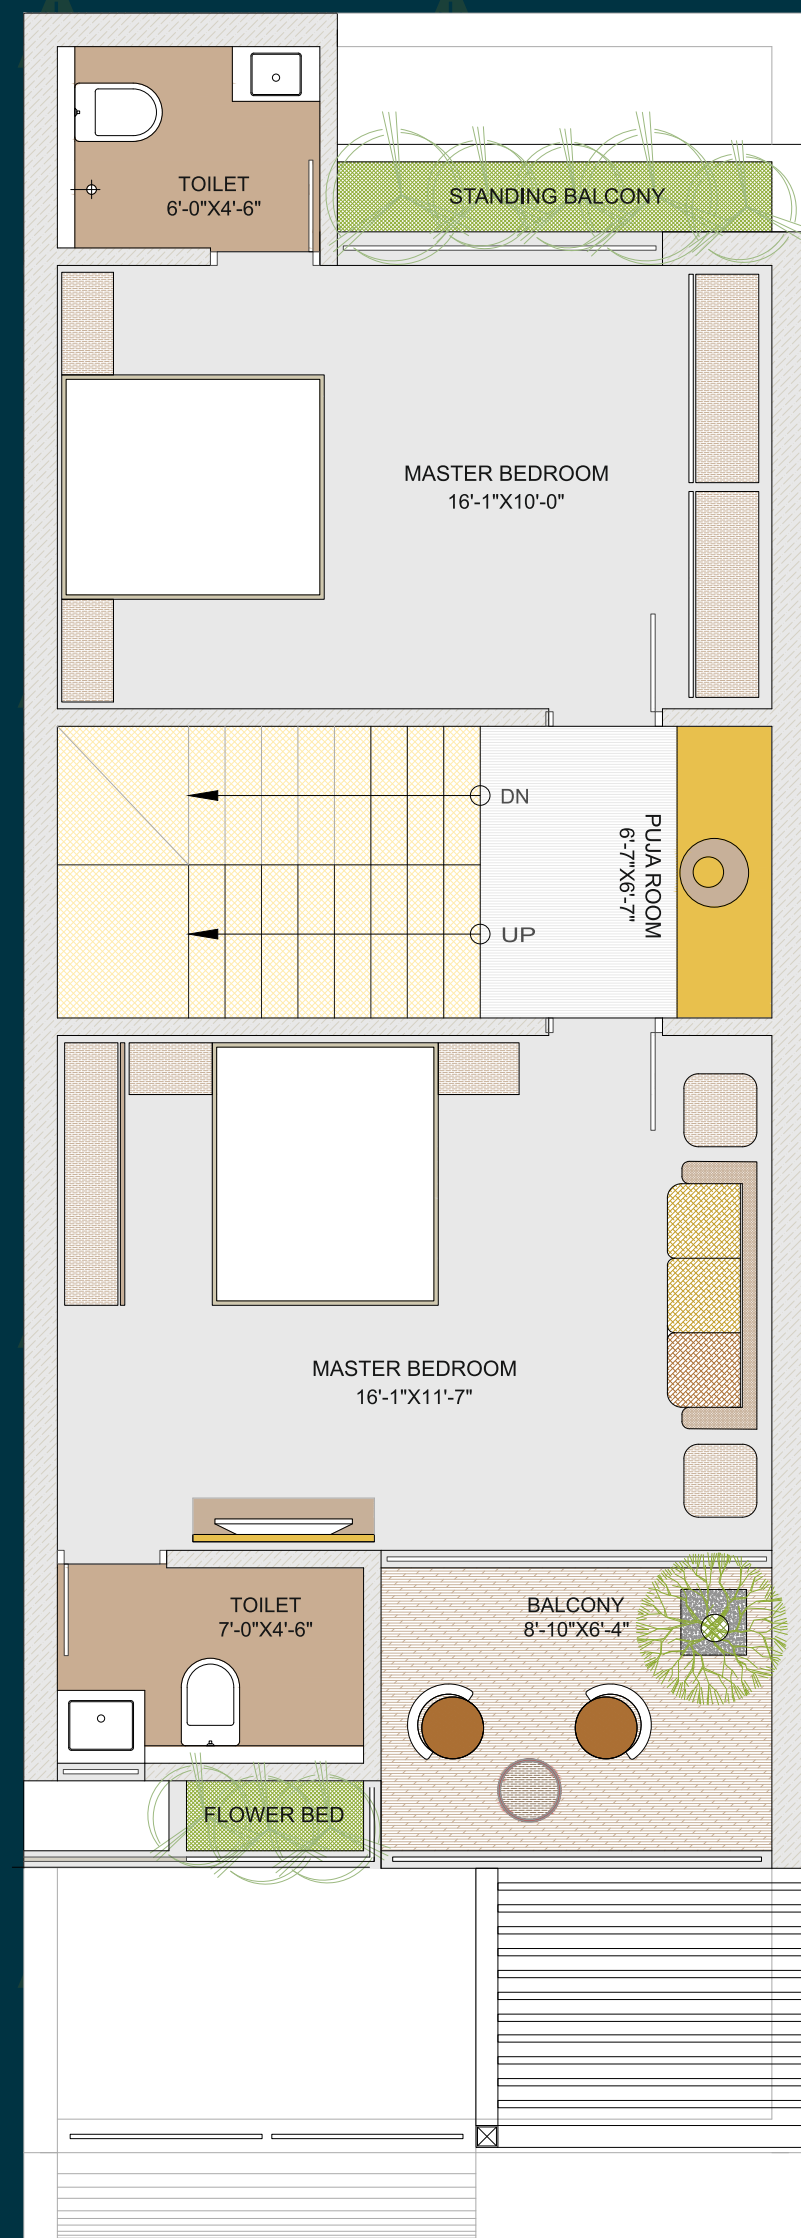 TOILET
6'-0"X4'-6"
STANDING BALCONY
MASTER BEDROOM
16'-1"X10'-0"
DN
PUJA ROOM
6'-7"X6'-7"
UP
MASTER BEDROOM
16'-1"X11'-7"
TOILET
7'-0"X4'-6"
BALCONY
8'-10"X6'-4"
FLOWER BED